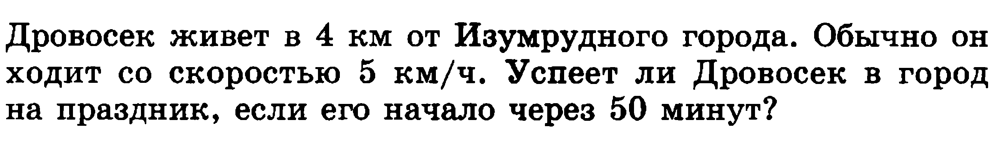 Дровосек живет в 4 км от Изумрудного города. Обычно он
ходит со скоростью 5 км/ч. Успеет ли Дровосек в город
на праздник, если его начало через 50 минут?